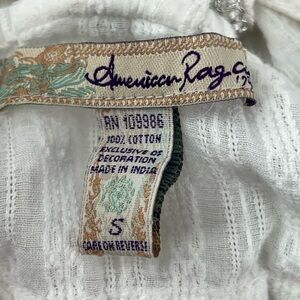 American Rag
RN 109986
100% COTTON
EXCLUSIVE OF
DECORATION
MADE IN INDIA
S
CARE ON REVERSE